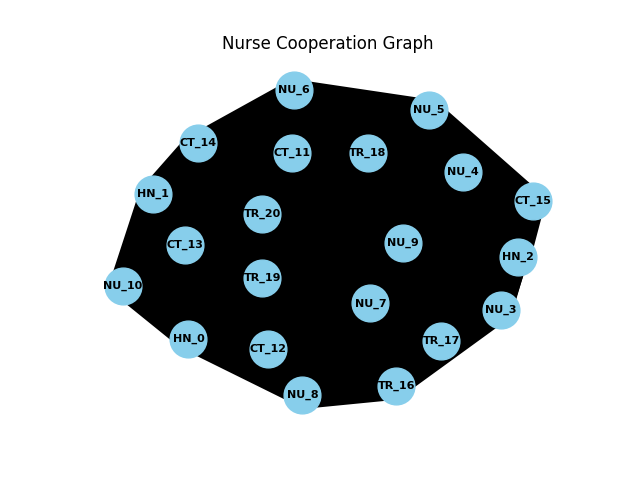 Nurse Cooperation Graph
NU_6
NU_5
CT_14
CT_11
TR_18
NU_4
HN_1
CT_15
TR_20
CT_13
NU_9
HN_2
TR_19
NU_10
NU_7
NU_3
HN_0
TR_17
CT_12
TR_16
NU_8